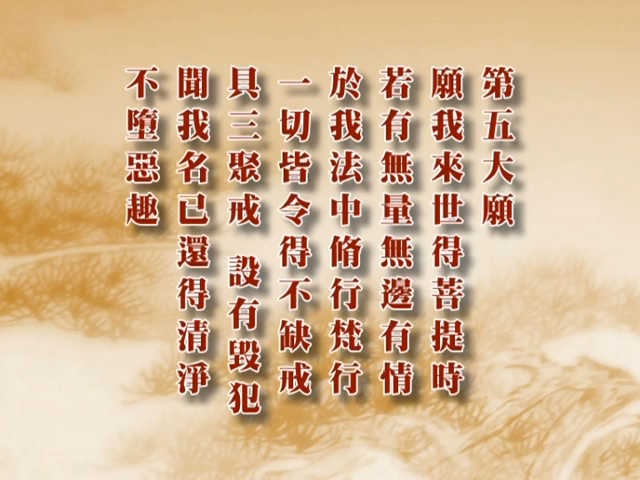 第五大願
願我來世得菩提時
若有無量無邊有情
於我法中脩行梵行
一切皆令得不缺戒
具三聚戒 設有毀犯
聞我名已還得清淨
不墮惡趣